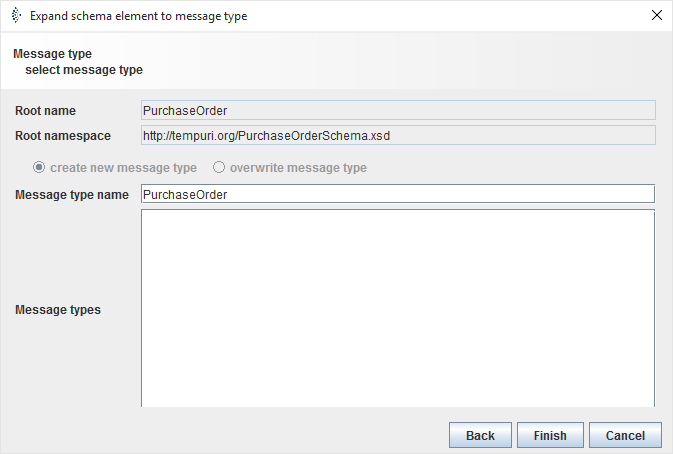 Expand schema element to message type
Message type
select message type
Root name PurchaseOrder
Root namespace http://tempuri.org/PurchaseOrderSchema.xsd
create new message type overwrite message type
Message type name PurchaseOrder
Message types
Back Finish Cancel